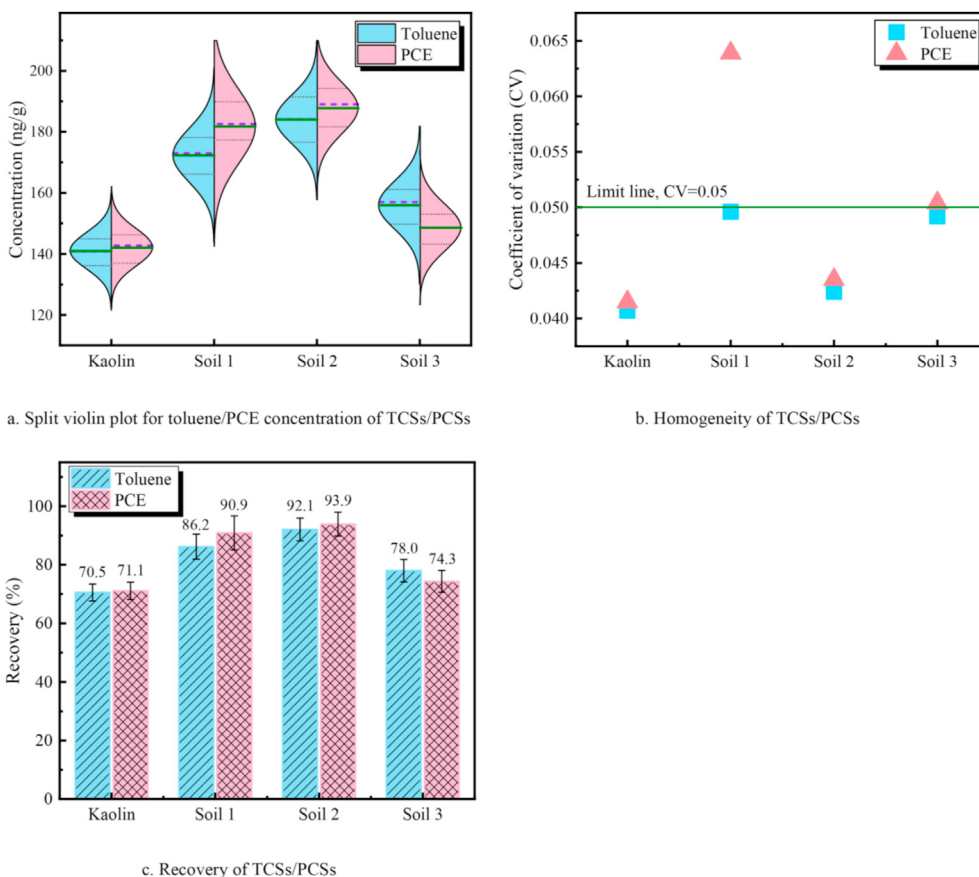 Toluene
PCE
200
180
160
140
120
Concentration (ng/g)
Kaolin
Soil 1
Soil 2
Soil 3
a. Split violin plot for toluene/PCE concentration of TCSs/PCSs
Toluene
PCE
0.065
0.060
0.055
0.050
0.045
0.040
Coefficient of variation (CV)
Limit line, CV=0.05
Kaolin
Soil 1
Soil 2
Soil 3
b. Homogeneity of TCSs/PCSs
Toluene
PCE
100
80
60
40
20
0
Recovery (%)
70.5
71.1
86.2
90.9
92.1
93.9
78.0
74.3
Kaolin
Soil 1
Soil 2
Soil 3
c. Recovery of TCSs/PCSs